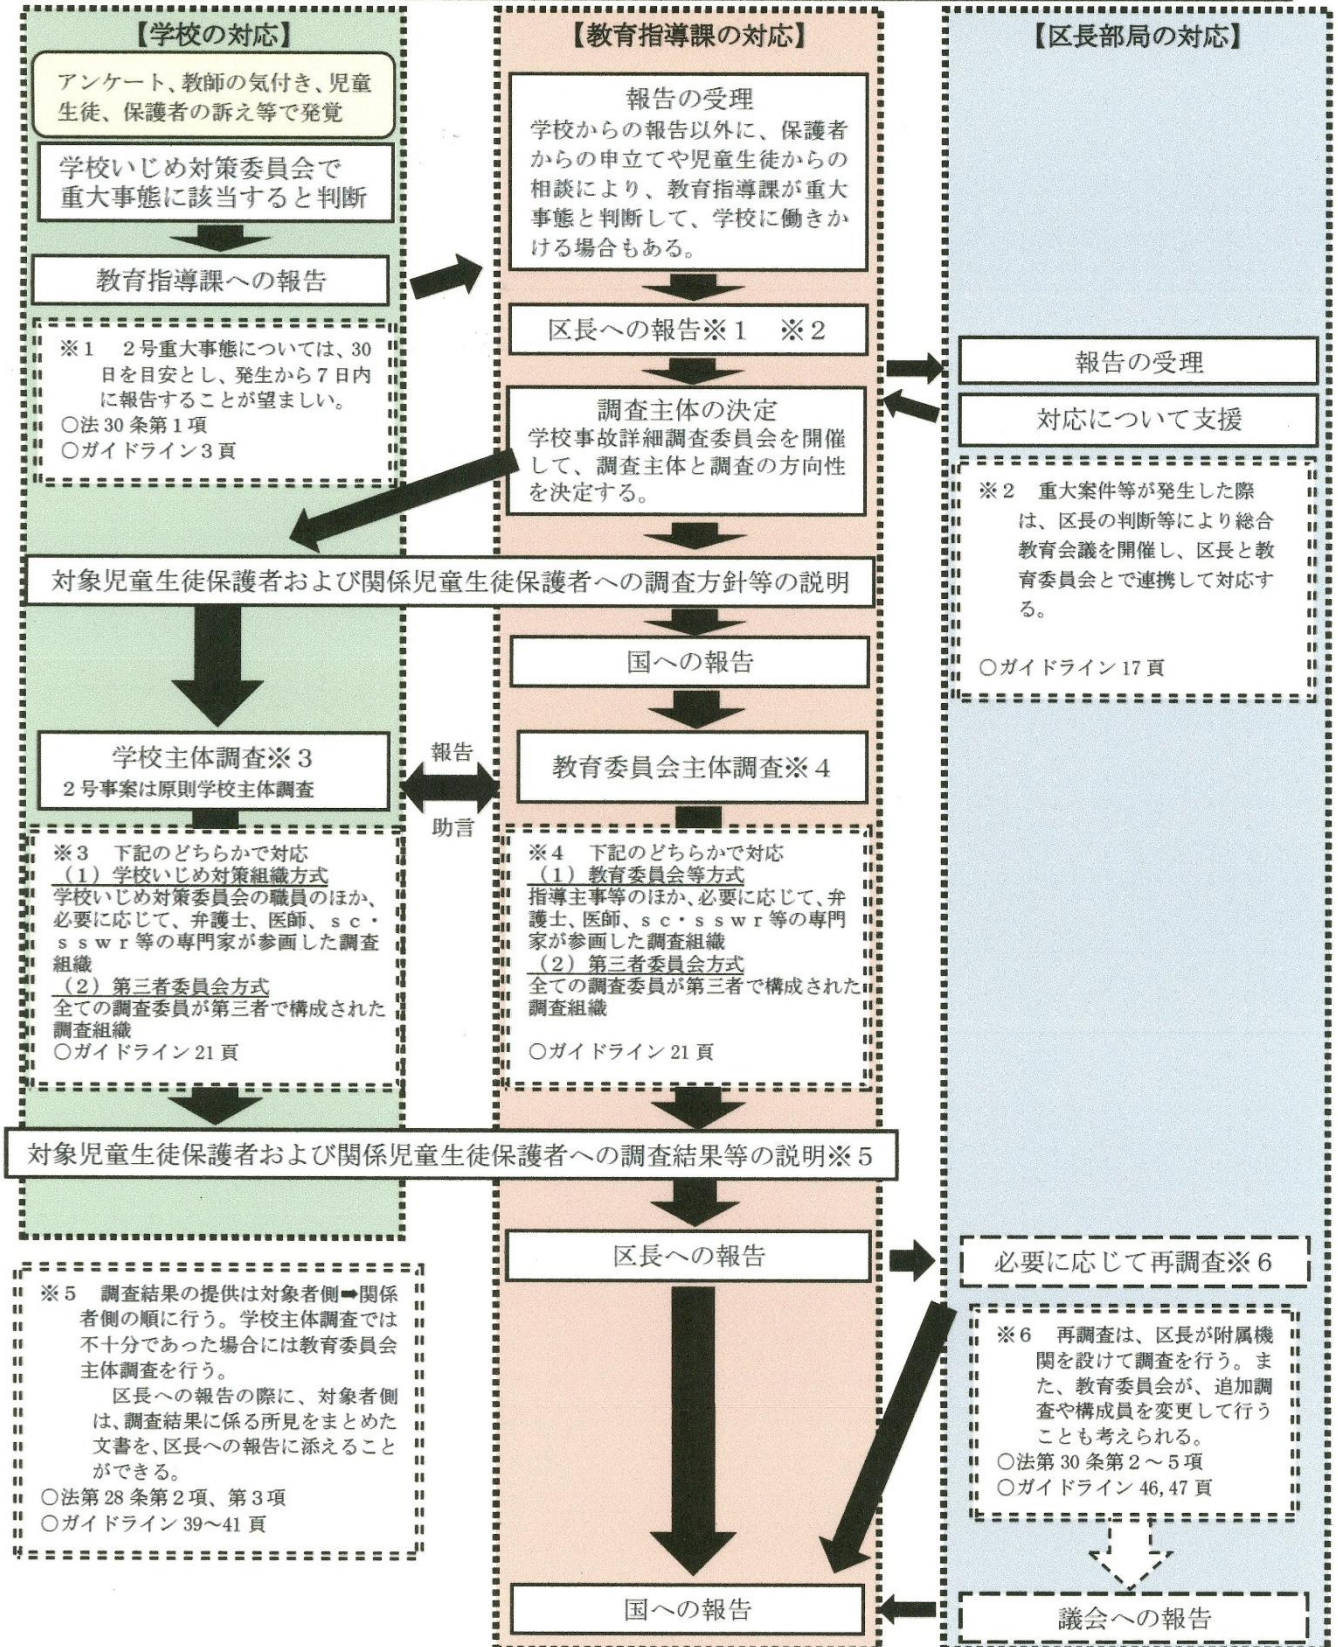 【学校の対応】
アンケート、教師の気付き、児童
生徒、保護者の訴え等で発覚
学校いじめ対策委員会で
重大事態に該当すると判断
教育指導課への報告
※1 2号重大事態については、30
日を目安とし、発生から7日内
に報告することが望ましい。
○法30条第1項
○ガイドライン3頁
【教育指導課の対応】
報告の受理
学校からの報告以外に、保護者
からの申立てや児童生徒からの
相談により、教育指導課が重大
事態と判断して、学校に働きか
ける場合もある。
区長への報告※1 ※2
調査主体の決定
学校事故詳細調査委員会を開催
して、調査主体と調査の方向性
を決定する。
【区長部局の対応】
報告の受理
対応について支援
※2 重大案件等が発生した際
は、区長の判断等により総合
教育会議を開催し、区長と教
育委員会とで連携して対応す
る。
○ガイドライン17頁
対象児童生徒保護者および関係児童生徒保護者への調査方針等の説明
国への報告
学校主体調査※3
2号事案は原則学校主体調査
報告
助言
教育委員会主体調査※4
※3 下記のどちらかで対応
(1)学校いじめ対策組織方式
学校いじめ対策委員会の職員のほか、
必要に応じて、弁護士、医師、sc・
sswr等の専門家が参画した調査
組織
(2)第三者委員会方式
全ての調査委員が第三者で構成された
調査組織
○ガイドライン21頁
※4 下記のどちらかで対応
(1)教育委員会等方式
指導主事等のほか、必要に応じて、弁
護士、医師、sc・sswr等の専門
家が参画した調査組織
(2)第三者委員会方式
全ての調査委員が第三者で構成された
調査組織
○ガイドライン21頁
対象児童生徒保護者および関係児童生徒保護者への調査結果等の説明※5
区長への報告
必要に応じて再調査※6
※5 調査結果の提供は対象者側➡関係
者側の順に行う。学校主体調査では
不十分であった場合には教育委員会
主体調査を行う。
区長への報告の際に、対象者側
は、調査結果に係る所見をまとめた
文書を、区長への報告に添えること
ができる。
○法第28条第2項、第3項
○ガイドライン39～41頁
※6 再調査は、区長が附属機
関を設けて調査を行う。ま
た、教育委員会が、追加調
査や構成員を変更して行う
ことも考えられる。
○法第30条第2～5項
○ガイドライン46,47頁
国への報告
議会への報告